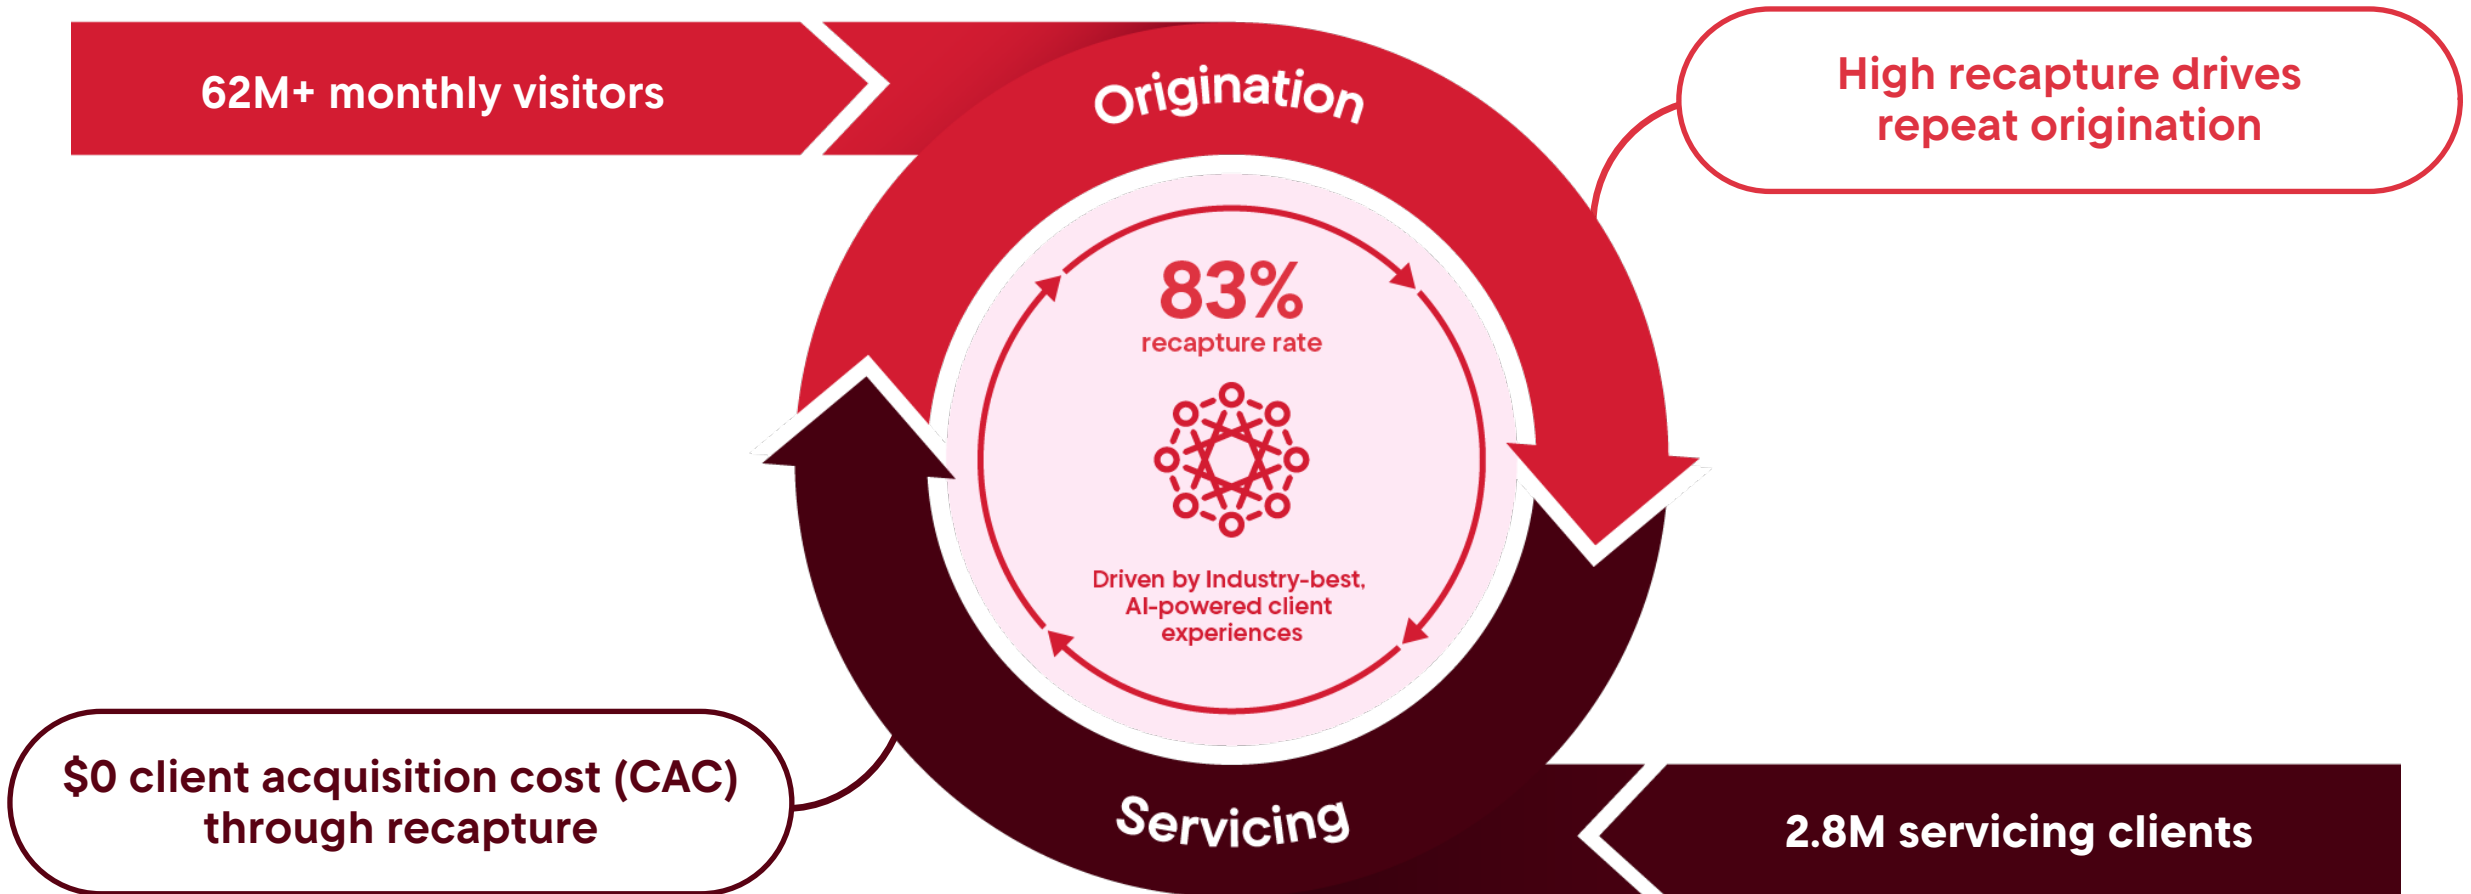 62M+ monthly visitors
Origination
High recapture drives
repeat origination
83%
recapture rate
Driven by Industry-best,
AI-powered client
experiences
$0 client acquisition cost (CAC)
through recapture
Servicing
2.8M servicing clients